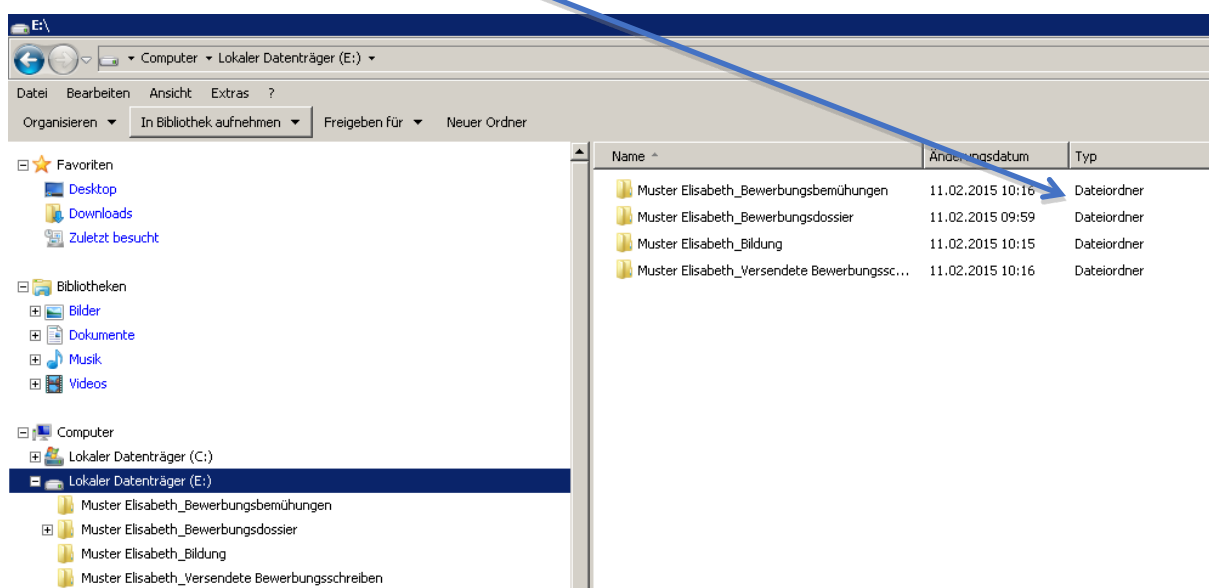 E:\
Computer Lokaler Datenträger (E:)
Datei Bearbeiten Ansicht Extras ?
Organisieren In Bibliothek aufnehmen Freigeben für Neuer Ordner
Favoriten
Desktop
Downloads
Zuletzt besucht
Bibliotheken
Bilder
Dokumente
Musik
Videos
Computer
Lokaler Datenträger (C:)
Lokaler Datenträger (E:)
Muster Elisabeth_Bewerbungsbemühungen
Muster Elisabeth_Bewerbungsdossier
Muster Elisabeth_Bildung
Muster Elisabeth_Versendete Bewerbungsschreiben
Name Änderungsdatum Typ
Muster Elisabeth_Bewerbungsbemühungen 11.02.2015 10:16 Dateiordner
Muster Elisabeth_Bewerbungsdossier 11.02.2015 09:59 Dateiordner
Muster Elisabeth_Bildung 11.02.2015 10:15 Dateiordner
Muster Elisabeth_Versendete Bewerbungssc... 11.02.2015 10:16 Dateiordner